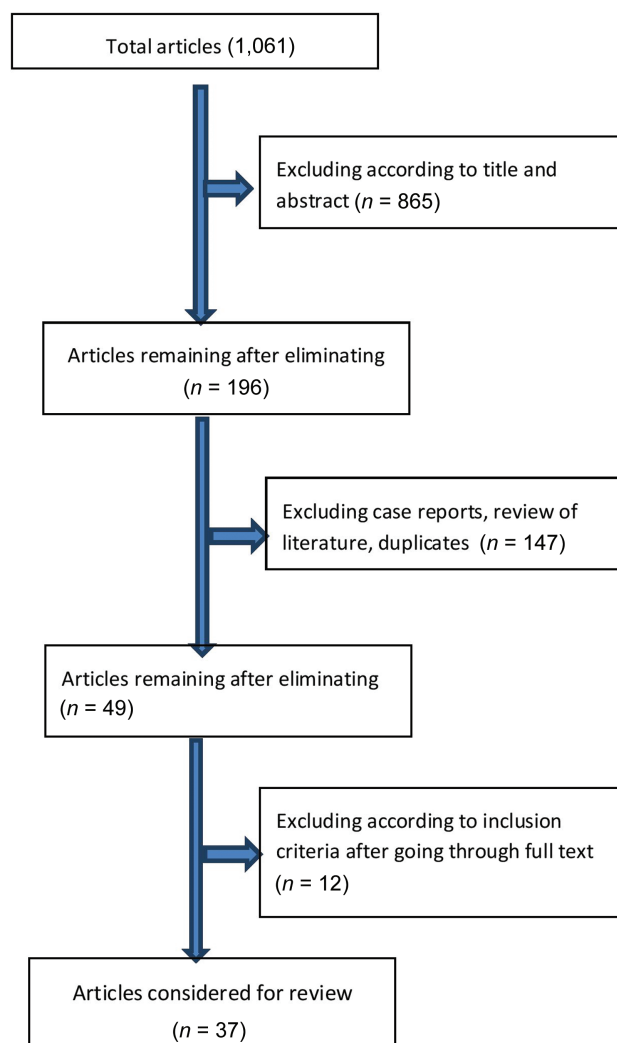 Total articles (1,061)
Excluding according to title and
abstract (n = 865)
Articles remaining after eliminating
(n = 196)
Excluding case reports, review of
literature, duplicates (n = 147)
Articles remaining after eliminating
(n = 49)
Excluding according to inclusion
criteria after going through full text
(n = 12)
Articles considered for review
(n = 37)